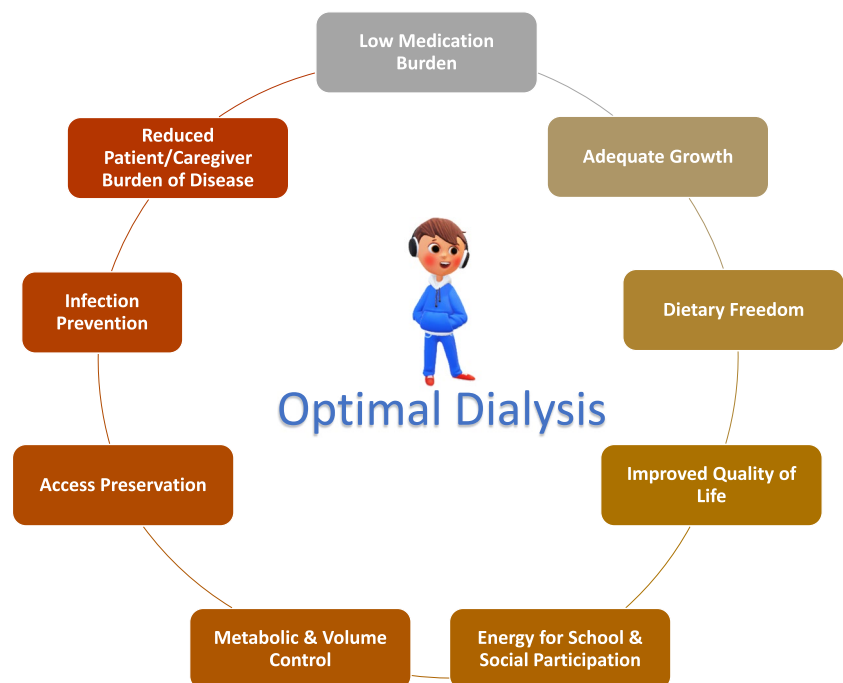 Low Medication
Burden
Adequate Growth
Dietary Freedom
Improved Quality of
Life
Energy for School &
Social Participation
Metabolic & Volume
Control
Access Preservation
Infection
Prevention
Reduced
Patient/Caregiver
Burden of Disease
Optimal Dialysis